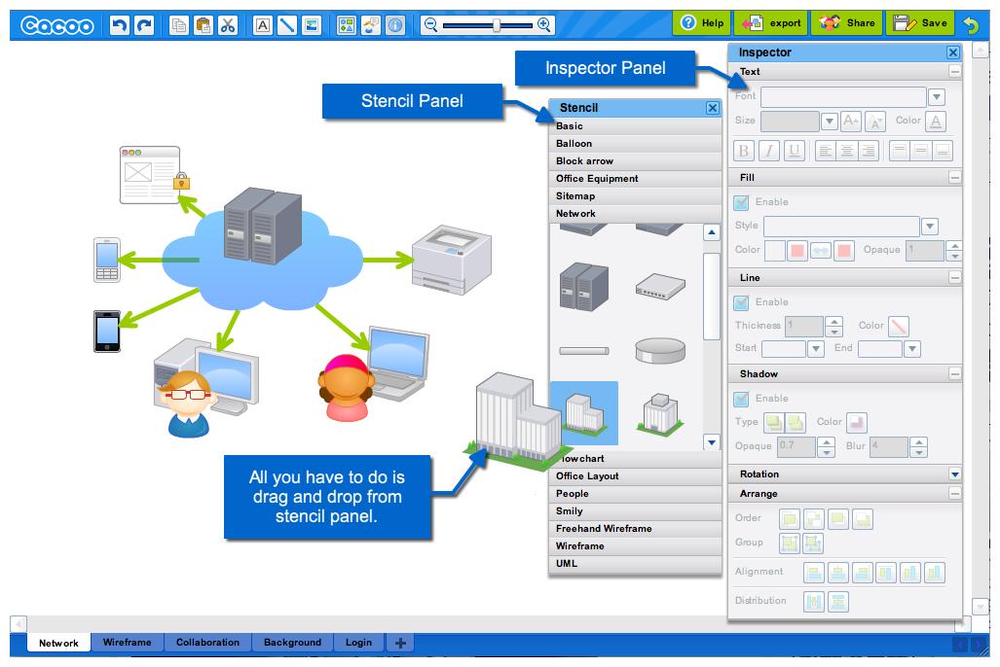 Cacoo
A
Help
export
Share
Save
Inspector Panel
Stencil Panel
Stencil
Basic
Balloon
Block arrow
Office Equipment
Sitemap
Network
Flowchart
Office Layout
People
Smily
Freehand Wireframe
Wireframe
UML
All you have to do is
drag and drop from
stencil panel.
Inspector
Text
Font
Size
A
A
Color
A
B I U
Fill
Enable
Style
Color
Opaque
1
Line
Enable
Thickness
1
Color
Start
End
Shadow
Enable
Type
Color
Opaque
0.7
Blur
4
Rotation
Arrange
Order
Group
Alignment
Distribution
Network
Wireframe
Collaboration
Background
Login
+